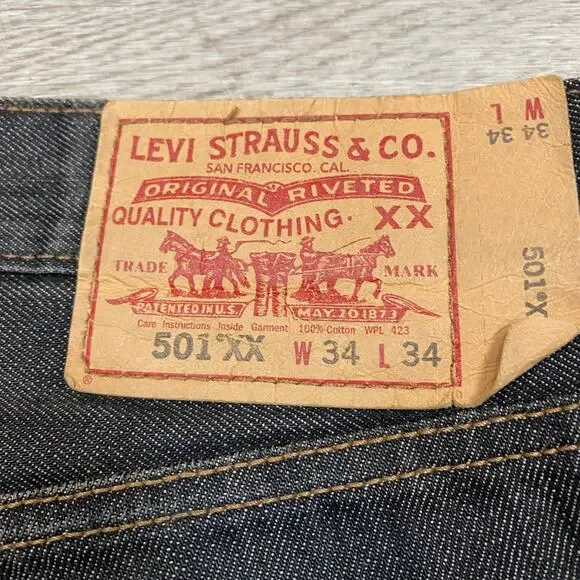 LEVI STRAUSS & CO.
SAN FRANCISCO. CAL.
ORIGINAL RIVETED
QUALITY CLOTHING. XX
TRADE MARK
PATENTED IN U.S. MAY 20 1873
Care Instructions Inside Garment 100% Cotton WPL 423
501®XX W 34 L 34
®
W L
34 34
501®X